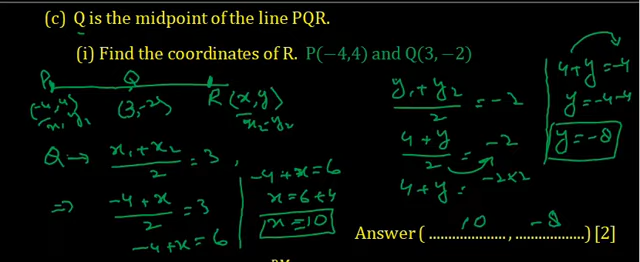 (c) Q is the midpoint of the line PQR.
(i) Find the coordinates of R. P(−4,4) and Q(3, −2)
P Q
(-4,4) (3,-2) R (x,y)
x₁ y₁ x₂ y₂
Q → x₁+x₂/2 = 3,
⇒ -4+x/2 = 3
-4+x = 6
-4+x=6
x=6+4
x=10
y₁+y₂/2 = -2
4+y/2 = -2
4+y = -2×2
4+y=-4
y=-4-4
y=-8
Answer ( 10 , -8 ) [2]